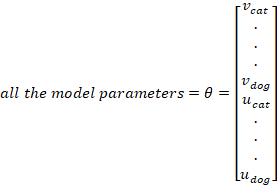 v_cat
.
.
.
v_dog
all the model parameters = θ =
u_cat
.
.
.
u_dog